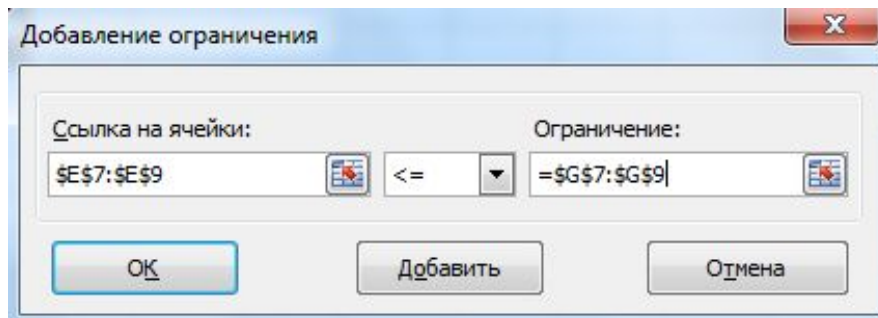 Добавление ограничения
Ссылка на ячейки: Ограничение:
$E$7:$E$9 <= =$G$7:$G$9
ОК Добавить Отмена